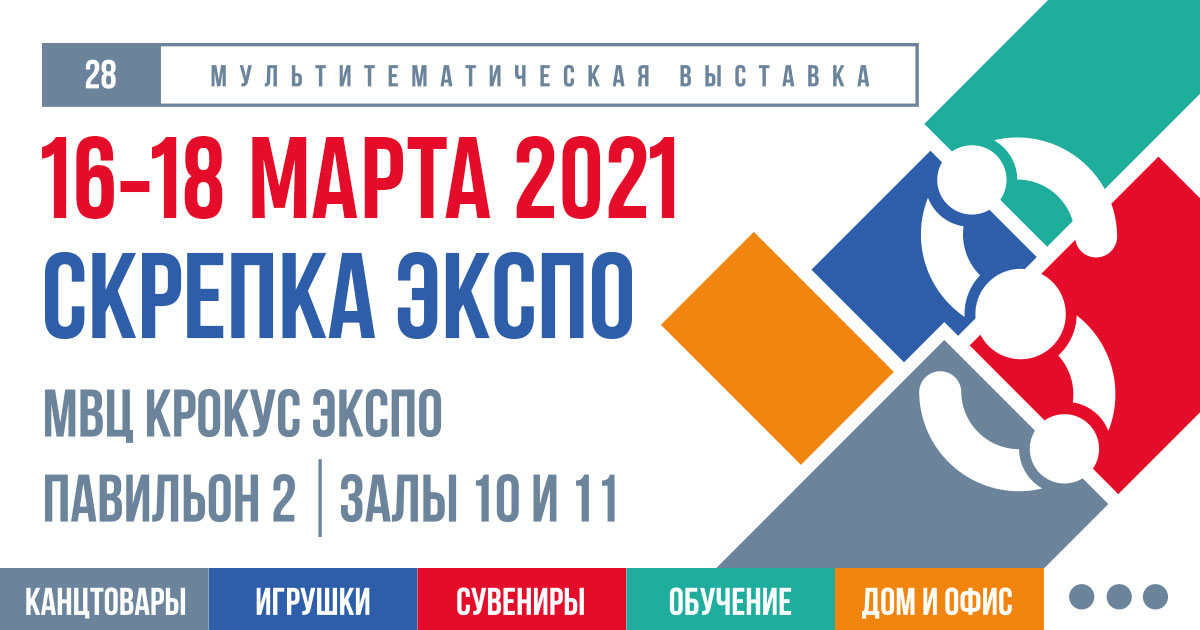 28 МУЛЬТИТЕМАТИЧЕСКАЯ ВЫСТАВКА
16-18 МАРТА 2021
СКРЕПКА ЭКСПО
МВЦ КРОКУС ЭКСПО
ПАВИЛЬОН 2 | ЗАЛЫ 10 И 11
КАНЦТОВАРЫ ИГРУШКИ СУВЕНИРЫ ОБУЧЕНИЕ ДОМ И ОФИС